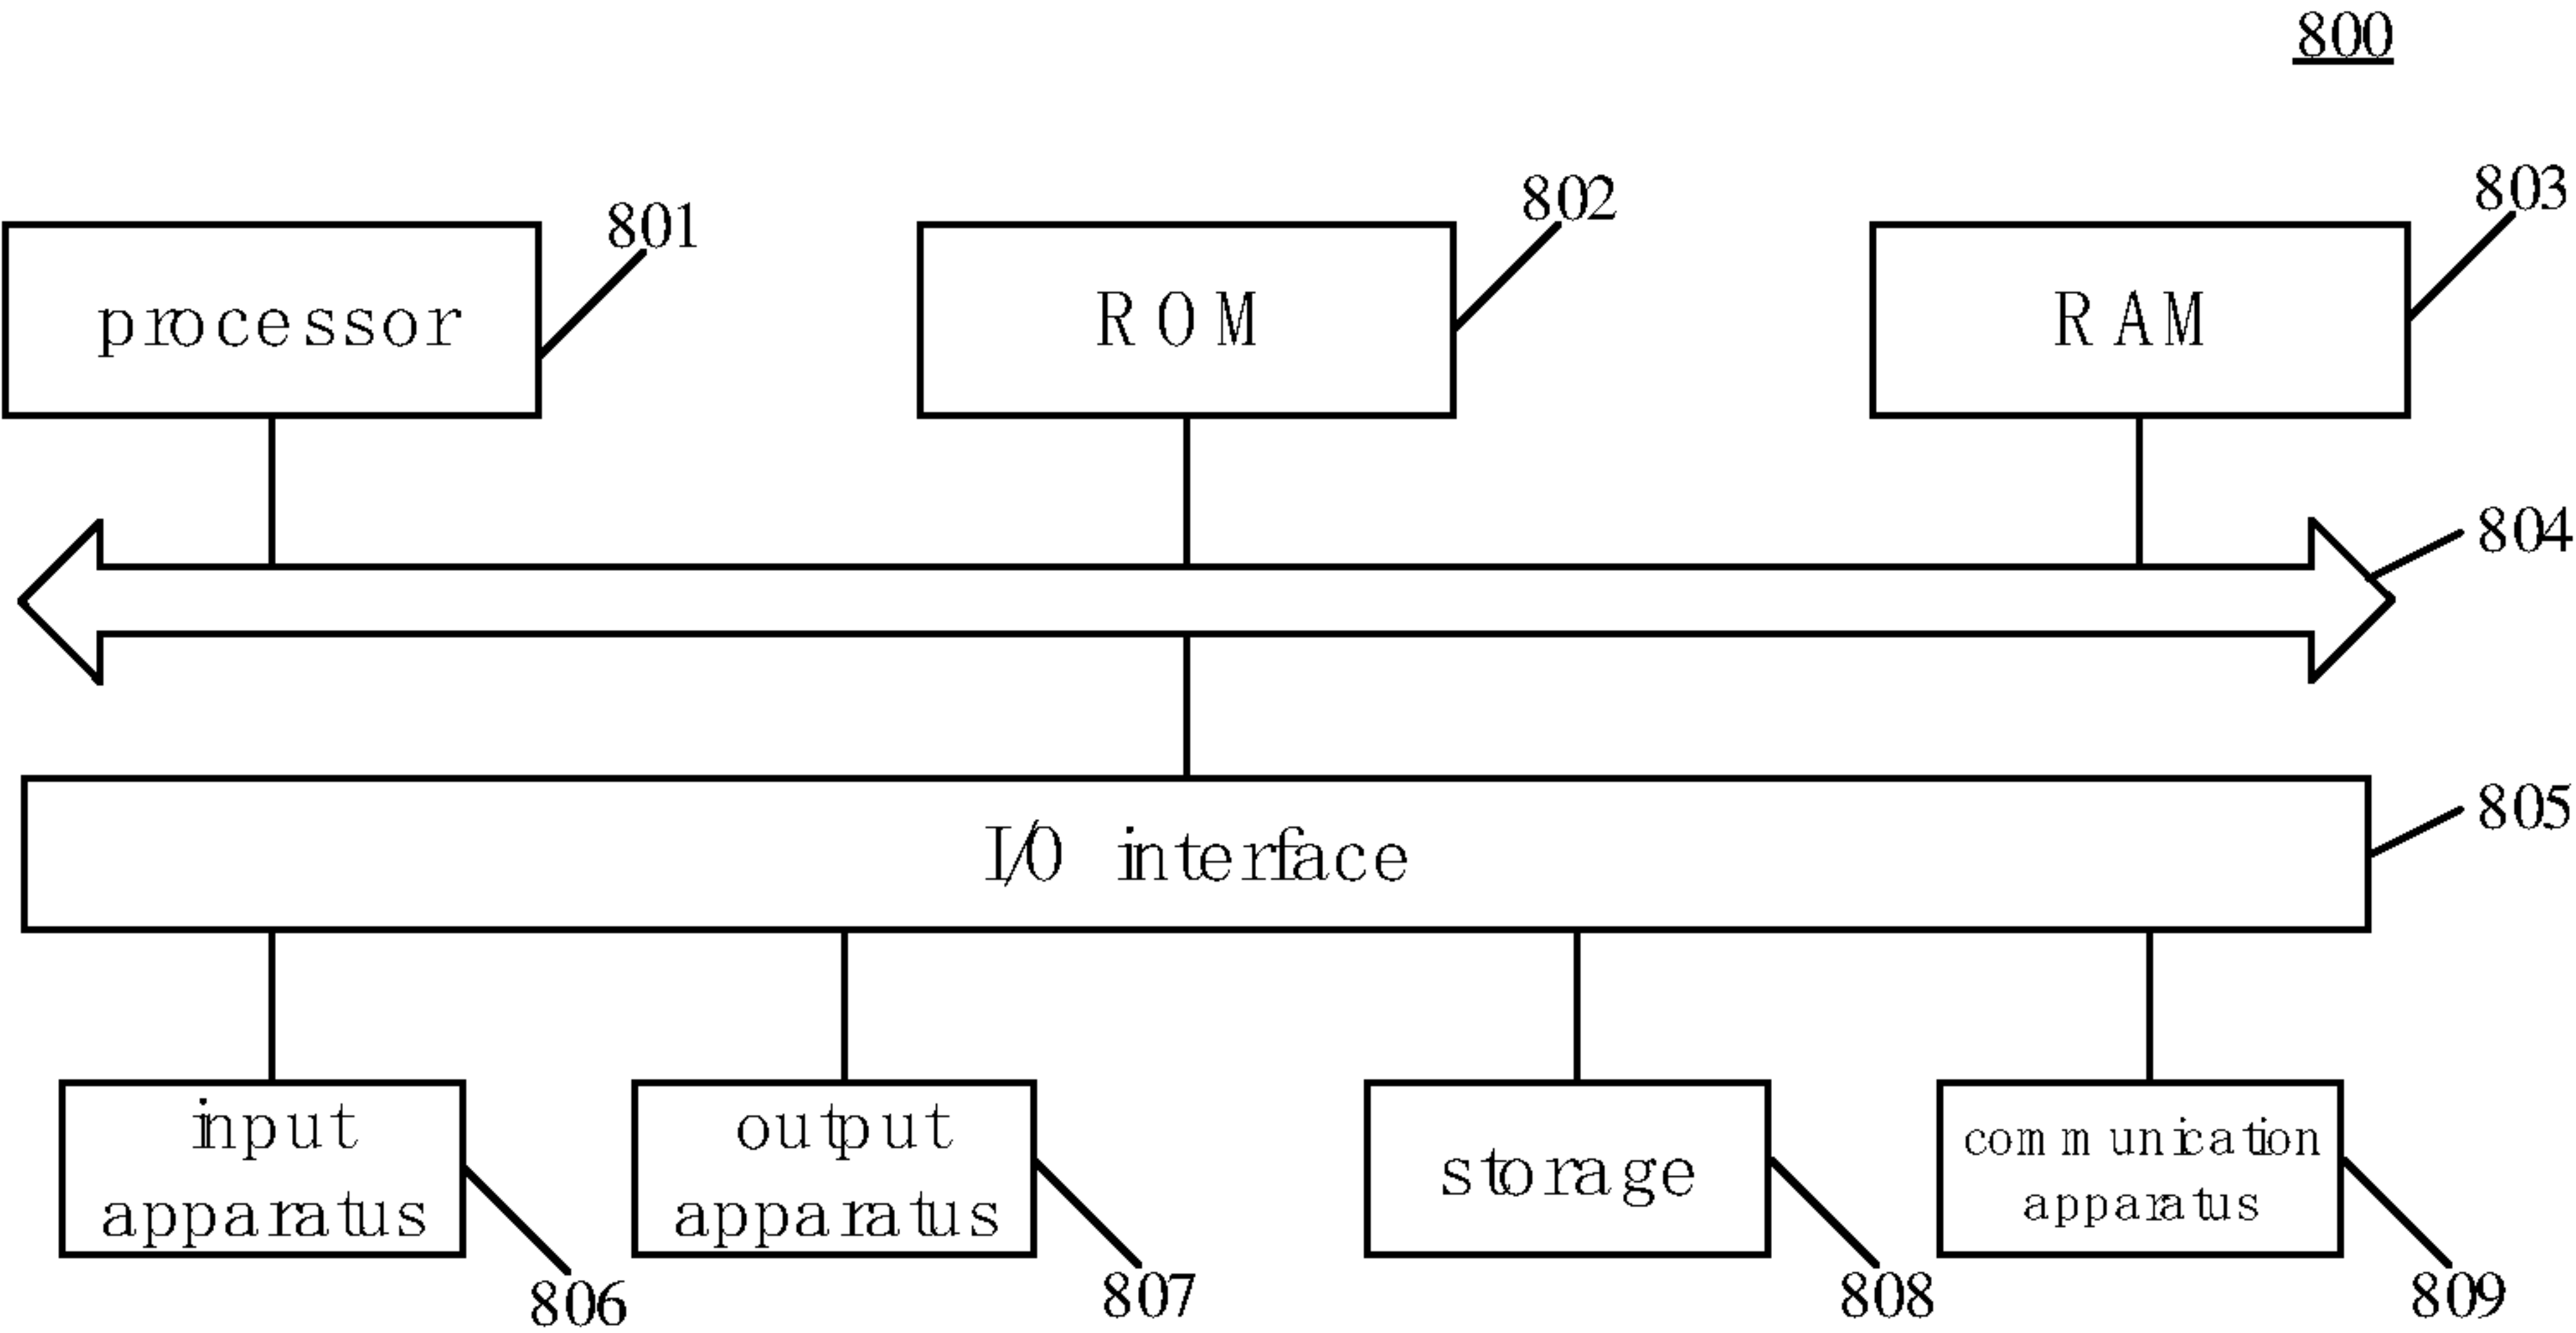 800
801
802
803
processor
ROM
RAM
804
805
I/O interface
input
apparatus
output
apparatus
storage
communication
apparatus
806
807
808
809